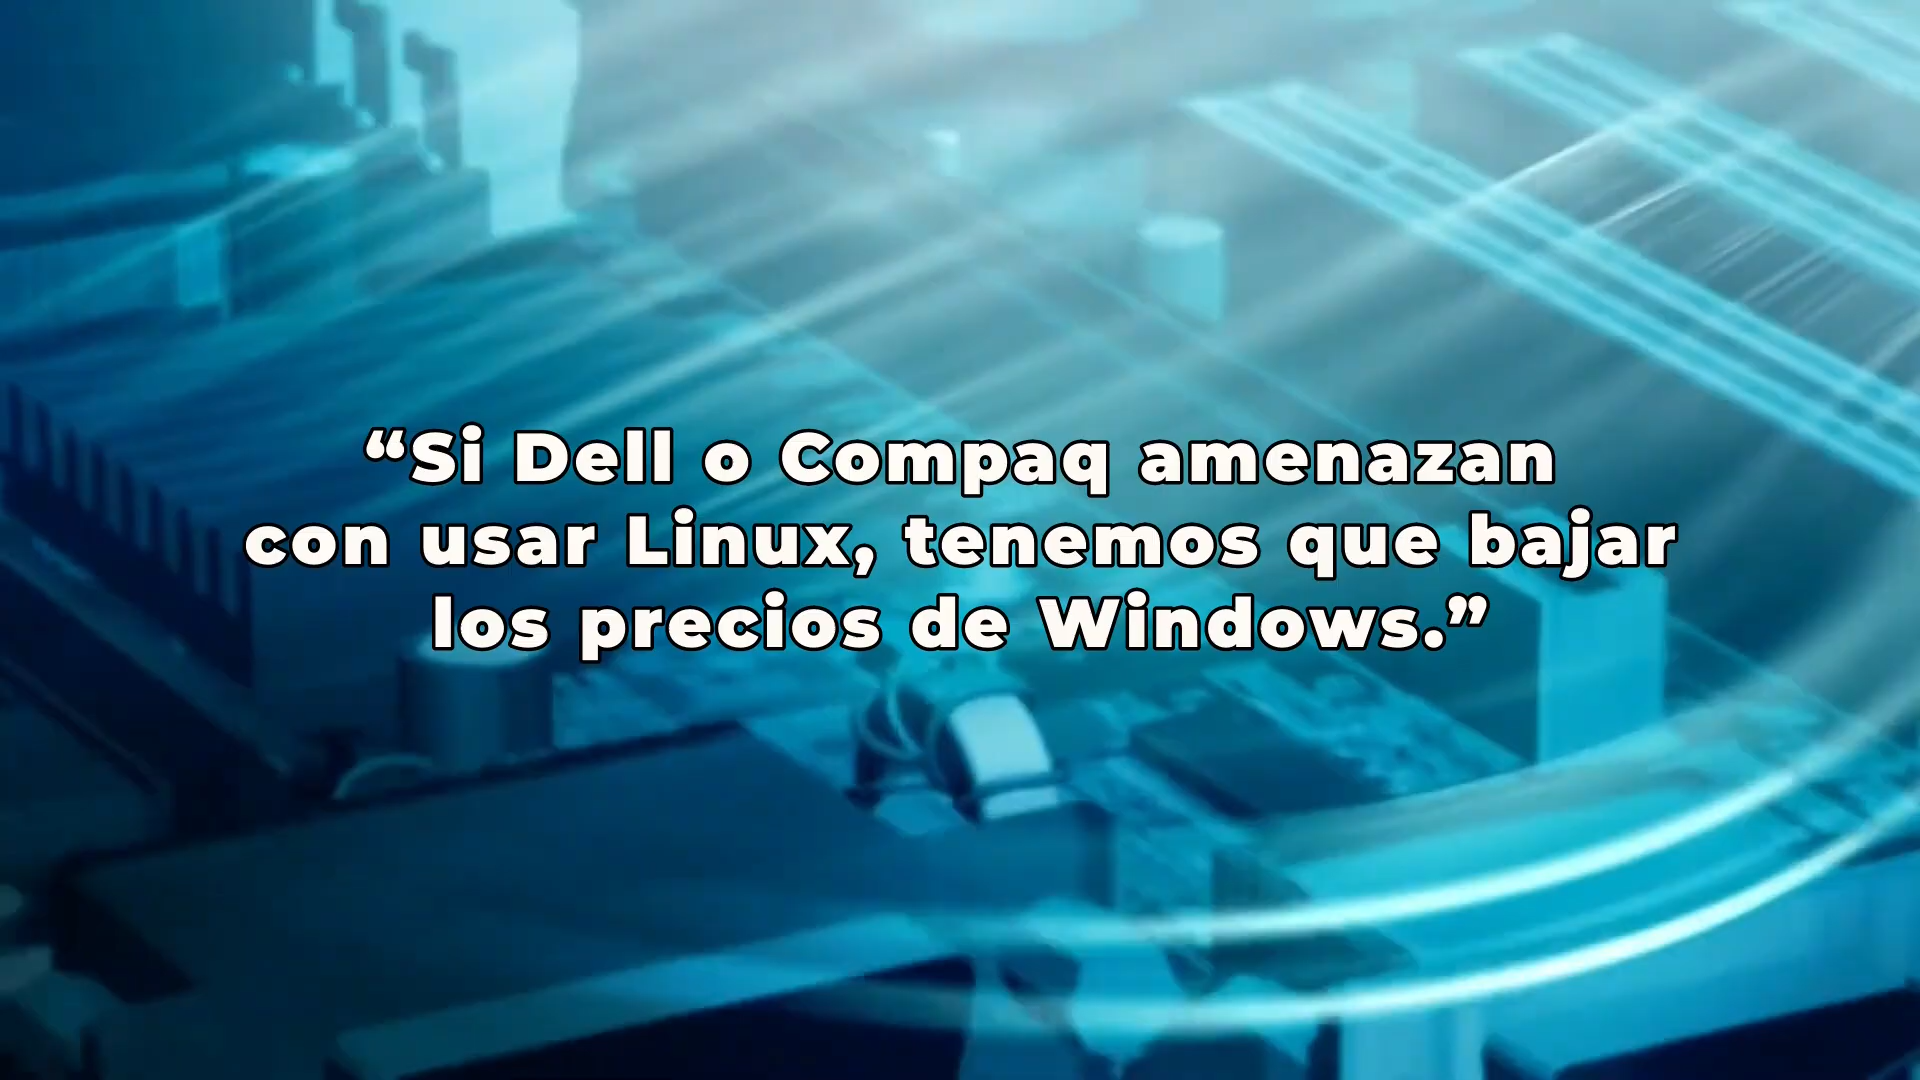 “Si Dell o Compaq amenazan
con usar Linux, tenemos que bajar
los precios de Windows.”